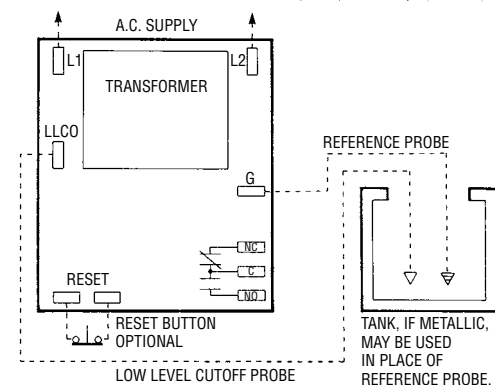 A.C. SUPPLY
L1
L2
TRANSFORMER
LLCO
REFERENCE PROBE
G
NC
C
NO
RESET
RESET BUTTON
OPTIONAL
LOW LEVEL CUTOFF PROBE
TANK, IF METALLIC,
MAY BE USED
IN PLACE OF
REFERENCE PROBE.